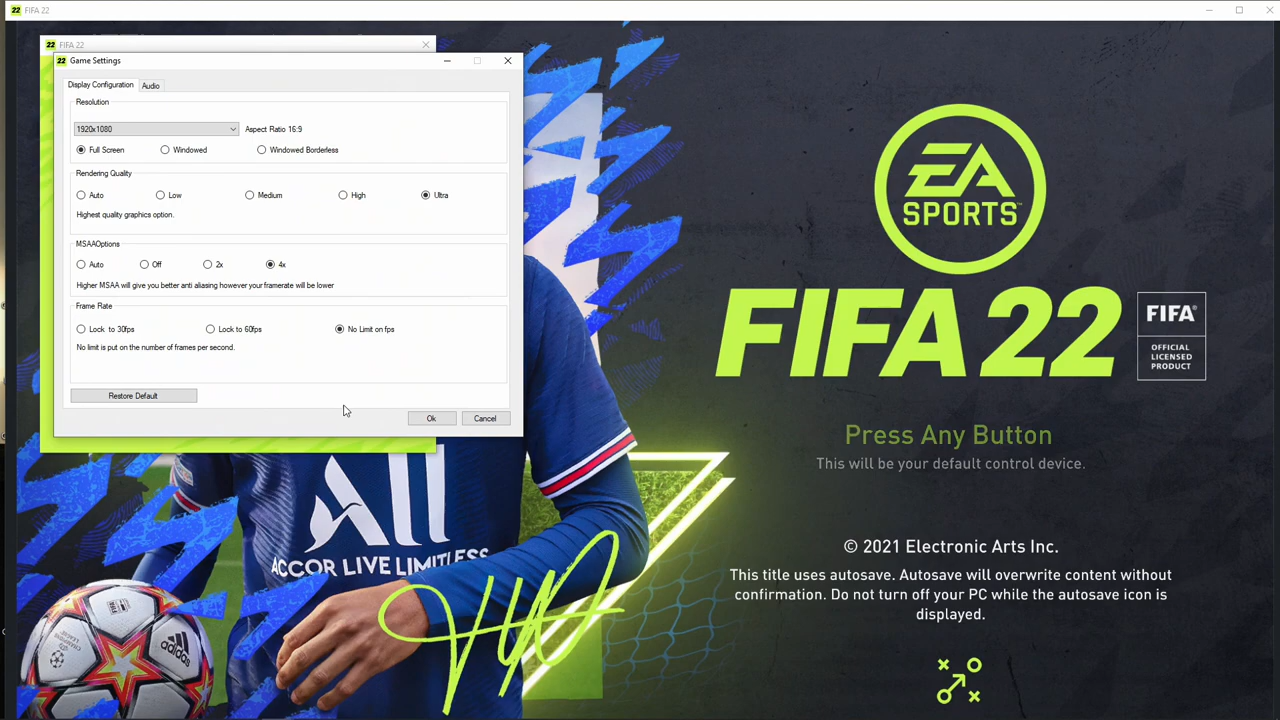 22 FIFA 22
22 FIFA 22
22 Game Settings
Display Configuration Audio
Resolution
1920x1080 Aspect Ratio 16:9
Full Screen Windowed Windowed Borderless
Rendering Quality
Auto Low Medium High Ultra
Highest quality graphics option.
MSAAOptions
Auto Off 2x 4x
Higher MSAA will give you better anti aliasing however your framerate will be lower
Frame Rate
Lock to 30fps Lock to 60fps No Limit on fps
No limit is put on the number of frames per second.
Restore Default
Ok Cancel
EA
SPORTS™
FIFA 22
FIFA®
OFFICIAL
LICENSED
PRODUCT
Press Any Button
This will be your default control device.
© 2021 Electronic Arts Inc.
This title uses autosave. Autosave will overwrite content without
confirmation. Do not turn off your PC while the autosave icon is
displayed.
ALL
ACCOR LIVE LIMITLESS
adidas